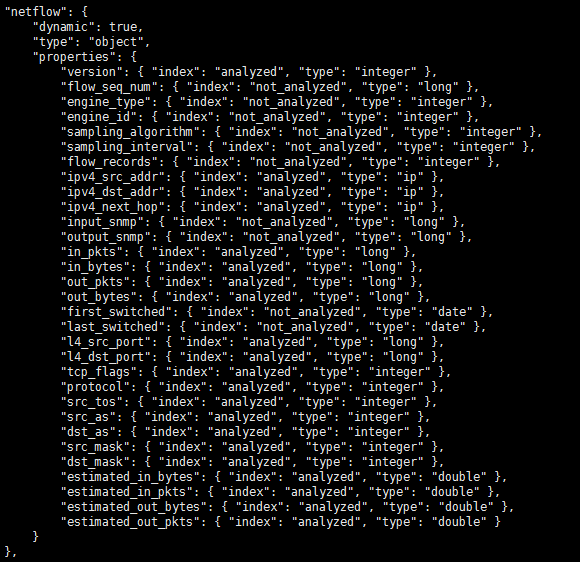 "netflow": {
    "dynamic": true,
    "type": "object",
    "properties": {
        "version": { "index": "analyzed", "type": "integer" },
        "flow_seq_num": { "index": "not_analyzed", "type": "long" },
        "engine_type": { "index": "not_analyzed", "type": "integer" },
        "engine_id": { "index": "not_analyzed", "type": "integer" },
        "sampling_algorithm": { "index": "not_analyzed", "type": "integer" },
        "sampling_interval": { "index": "not_analyzed", "type": "integer" },
        "flow_records": { "index": "not_analyzed", "type": "integer" },
        "ipv4_src_addr": { "index": "analyzed", "type": "ip" },
        "ipv4_dst_addr": { "index": "analyzed", "type": "ip" },
        "ipv4_next_hop": { "index": "analyzed", "type": "ip" },
        "input_snmp": { "index": "not_analyzed", "type": "long" },
        "output_snmp": { "index": "not_analyzed", "type": "long" },
        "in_pkts": { "index": "analyzed", "type": "long" },
        "in_bytes": { "index": "analyzed", "type": "long" },
        "out_pkts": { "index": "analyzed", "type": "long" },
        "out_bytes": { "index": "analyzed", "type": "long" },
        "first_switched": { "index": "not_analyzed", "type": "date" },
        "last_switched": { "index": "not_analyzed", "type": "date" },
        "l4_src_port": { "index": "analyzed", "type": "long" },
        "l4_dst_port": { "index": "analyzed", "type": "long" },
        "tcp_flags": { "index": "analyzed", "type": "integer" },
        "protocol": { "index": "analyzed", "type": "integer" },
        "src_tos": { "index": "analyzed", "type": "integer" },
        "src_as": { "index": "analyzed", "type": "integer" },
        "dst_as": { "index": "analyzed", "type": "integer" },
        "src_mask": { "index": "analyzed", "type": "integer" },
        "dst_mask": { "index": "analyzed", "type": "integer" },
        "estimated_in_bytes": { "index": "analyzed", "type": "double" },
        "estimated_in_pkts": { "index": "analyzed", "type": "double" },
        "estimated_out_bytes": { "index": "analyzed", "type": "double" },
        "estimated_out_pkts": { "index": "analyzed", "type": "double" }
    }
},